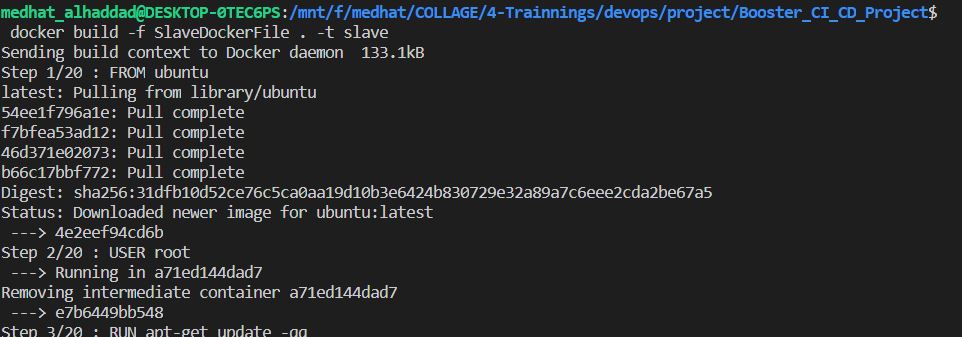 medhat_alhaddad@DESKTOP-0TEC6PS:/mnt/f/medhat/COLLAGE/4-Trainnings/devops/project/Booster_CI_CD_Project$
docker build -f SlaveDockerFile . -t slave
Sending build context to Docker daemon  133.1kB
Step 1/20 : FROM ubuntu
latest: Pulling from library/ubuntu
54ee1f796a1e: Pull complete
f7bfea53ad12: Pull complete
46d371e02073: Pull complete
b66c17bbf772: Pull complete
Digest: sha256:31dfb10d52ce76c5ca0aa19d10b3e6424b830729e32a89a7c6eee2cda2be67a5
Status: Downloaded newer image for ubuntu:latest
 ---> 4e2eef94cd6b
Step 2/20 : USER root
 ---> Running in a71ed144dad7
Removing intermediate container a71ed144dad7
 ---> e7b6449bb548
Step 3/20 : RUN apt-get update -qq